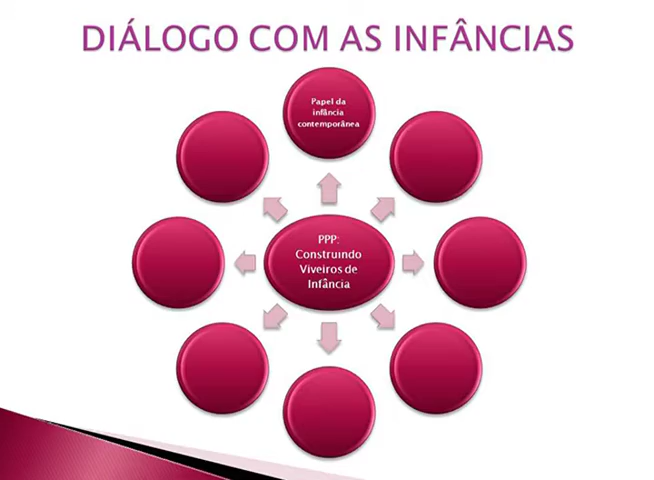 DIÁLOGO COM AS INFÂNCIAS
Papel da
infância
contemporânea
PPP:
Construindo
Viveiros de
Infância